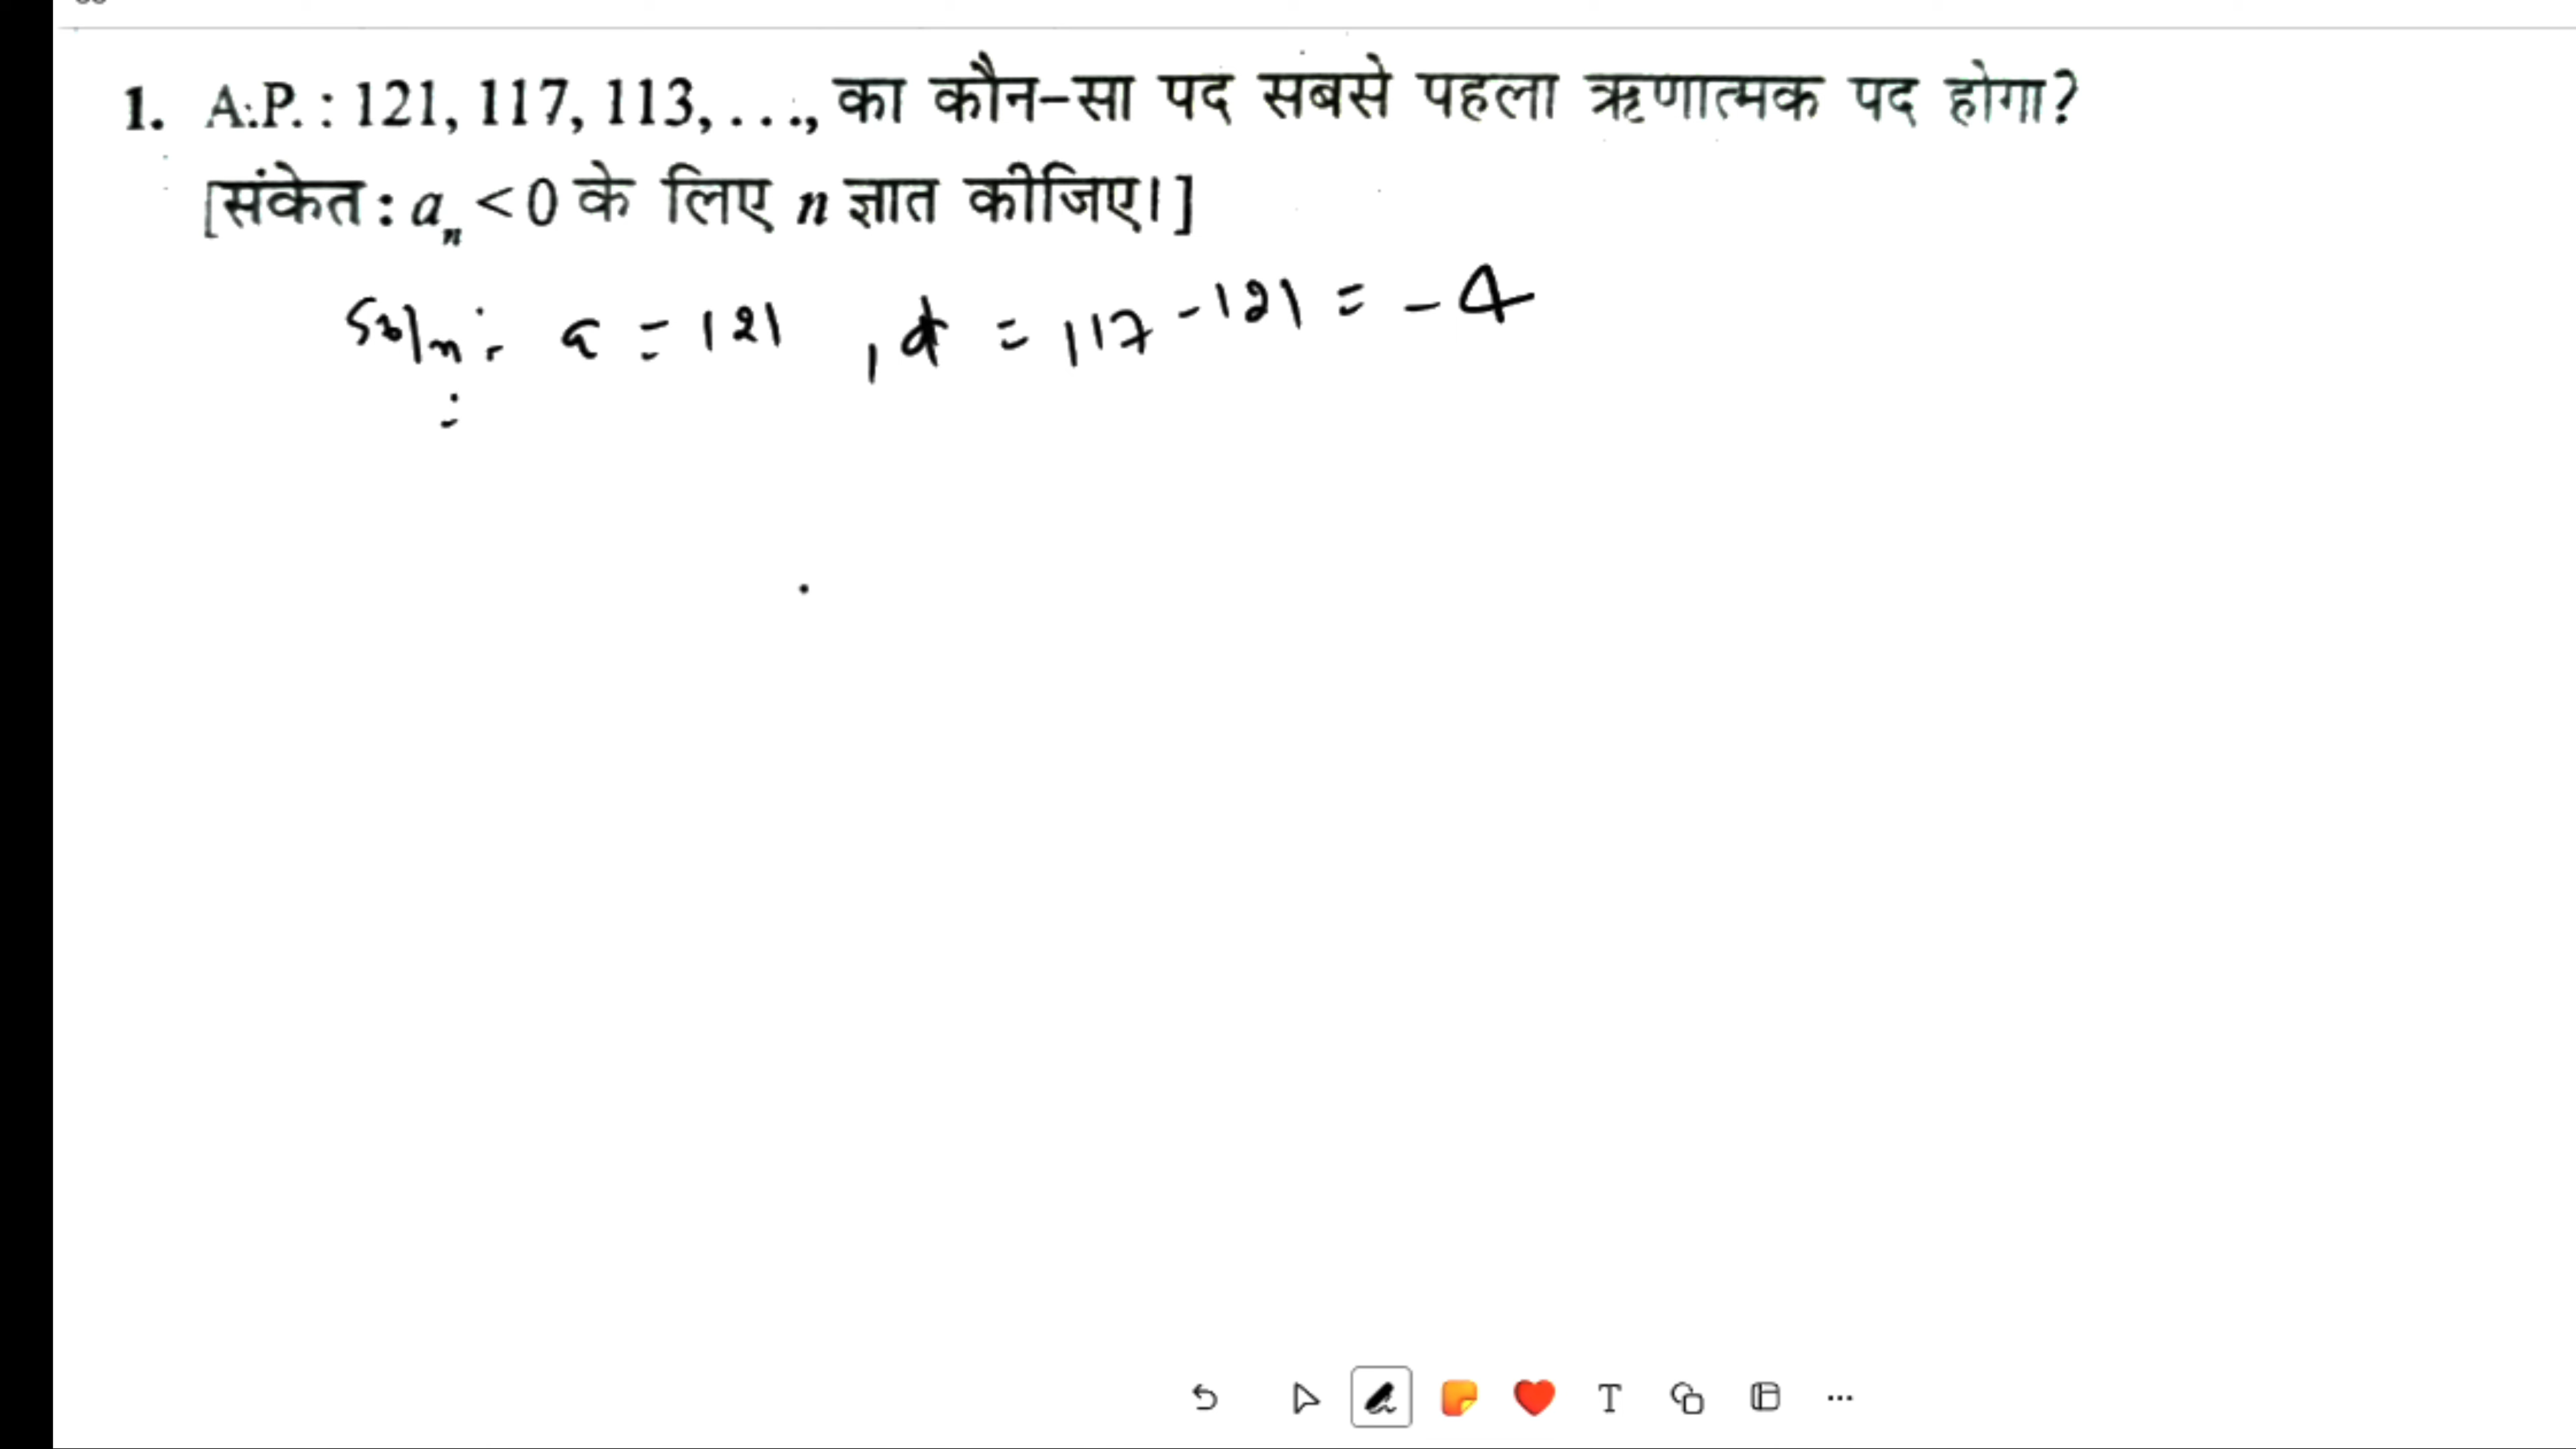 1. A.P. : 121, 117, 113, . . ., का कौन-सा पद सबसे पहला ऋणात्मक पद होगा?
[संकेत : aₙ < 0 के लिए n ज्ञात कीजिए।]
Soln:- a = 121 , d = 117 - 121 = - 4
T